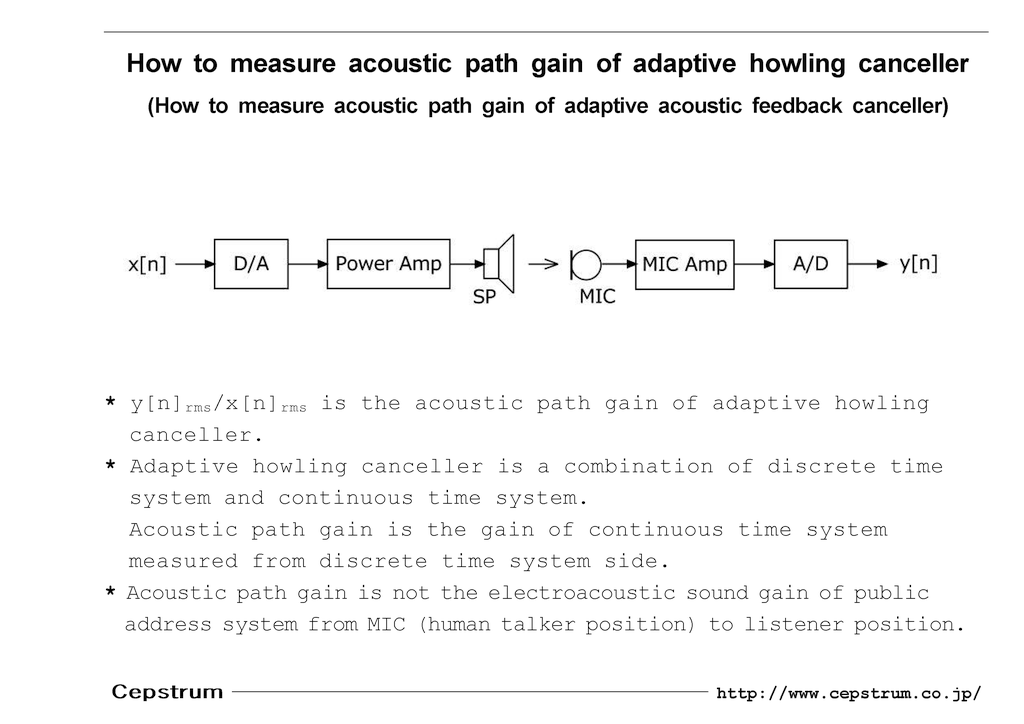 How to measure acoustic path gain of adaptive howling canceller
(How to measure acoustic path gain of adaptive acoustic feedback canceller)
x[n] D/A Power Amp MIC Amp A/D y[n]
SP MIC
* y[n]rms/x[n]rms is the acoustic path gain of adaptive howling
canceller.
* Adaptive howling canceller is a combination of discrete time
system and continuous time system.
Acoustic path gain is the gain of continuous time system
measured from discrete time system side.
* Acoustic path gain is not the electroacoustic sound gain of public
address system from MIC (human talker position) to listener position.
Cepstrum http://www.cepstrum.co.jp/